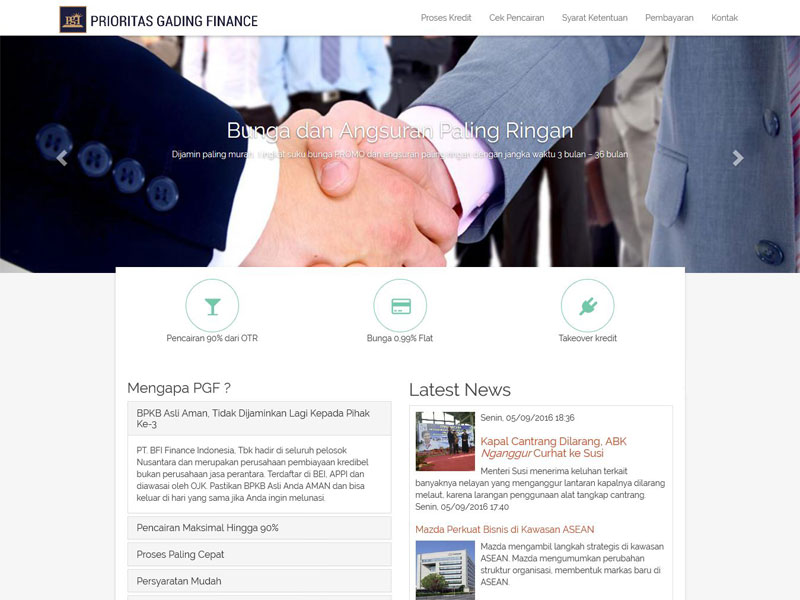 PGF PRIORITAS GADING FINANCE
Proses Kredit Cek Pencairan Syarat Ketentuan Pembayaran Kontak
Bunga dan Angsuran Paling Ringan
Dijamin paling murah, tingkat suku bunga PROMO dan angsuran paling ringan dengan jangka waktu 3 bulan – 36 bulan
Pencairan 90% dari OTR
Bunga 0,99% Flat
Takeover kredit
Mengapa PGF ?
BPKB Asli Aman, Tidak Dijaminkan Lagi Kepada Pihak
Ke-3
PT. BFI Finance Indonesia, Tbk hadir di seluruh pelosok
Nusantara dan merupakan perusahaan pembiayaan kredibel
bukan perusahaan jasa perantara. Terdaftar di BEI, APPI dan
diawasi oleh OJK. Pastikan BPKB Asli Anda AMAN dan bisa
keluar di hari yang sama jika Anda ingin melunasi.
Pencairan Maksimal Hingga 90%
Proses Paling Cepat
Persyaratan Mudah
Latest News
Senin, 05/09/2016 18:36
Kapal Cantrang Dilarang, ABK
Nganggur Curhat ke Susi
Menteri Susi menerima keluhan terkait
banyaknya nelayan yang menganggur lantaran kapalnya dilarang
melaut, karena larangan penggunaan alat tangkap cantrang.
Senin, 05/09/2016 17:40
Mazda Perkuat Bisnis di Kawasan ASEAN
Mazda mengambil langkah strategis di kawasan
ASEAN. Mazda mengumumkan perubahan
struktur organisasi, membentuk markas baru di
ASEAN.